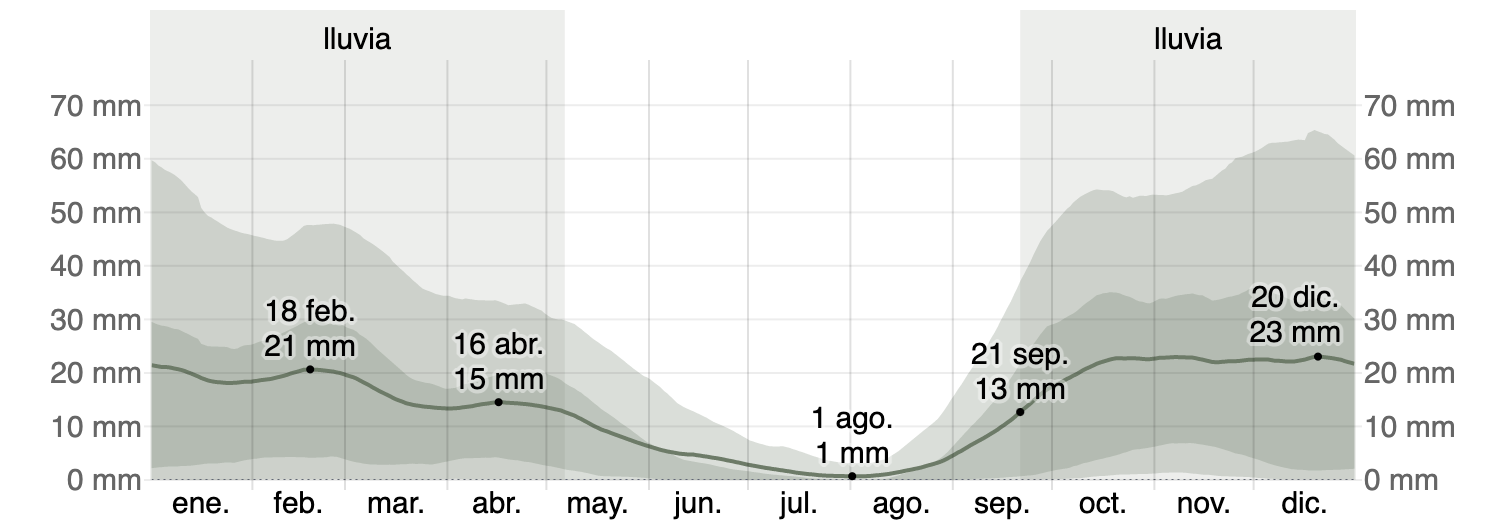 lluvia
lluvia
70 mm
70 mm
60 mm
60 mm
50 mm
50 mm
40 mm
40 mm
30 mm
30 mm
20 mm
20 mm
10 mm
10 mm
0 mm
0 mm
18 feb.
21 mm
16 abr.
15 mm
1 ago.
1 mm
21 sep.
13 mm
20 dic.
23 mm
ene.
feb.
mar.
abr.
may.
jun.
jul.
ago.
sep.
oct.
nov.
dic.